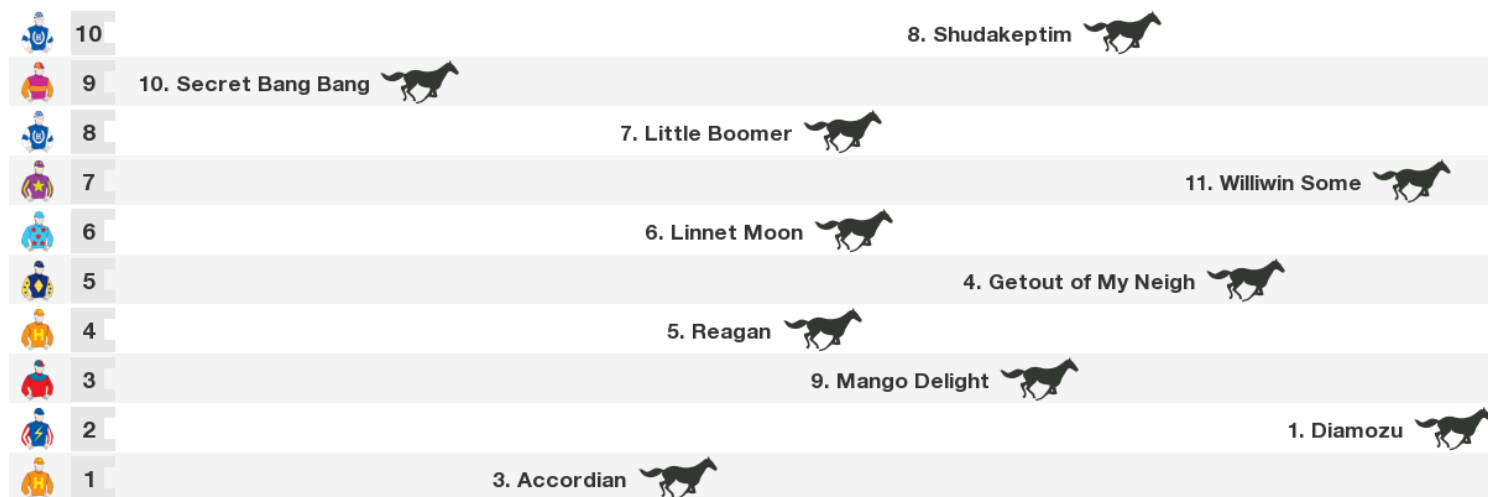 10 8. Shudakeptim
9 10. Secret Bang Bang
8 7. Little Boomer
7 11. Williwin Some
6 6. Linnet Moon
5 4. Getout of My Neigh
H 4 5. Reagan
3 9. Mango Delight
2 1. Diamozu
H 1 3. Accordian